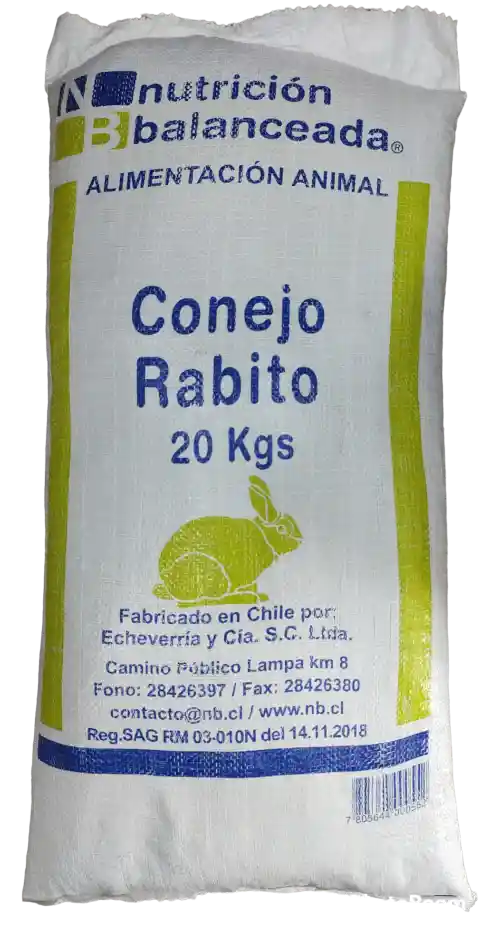 NB nutrición
balanceada®
ALIMENTACIÓN ANIMAL
Conejo
Rabito
20 Kgs
Fabricado en Chile por:
Echeverría y Cía. S.C. Ltda.
Camino Público Lampa km 8
Fono: 28426397 / Fax: 28426380
contacto@nb.cl / www.nb.cl
Reg.SAG RM 03-010N del 14.11.2018